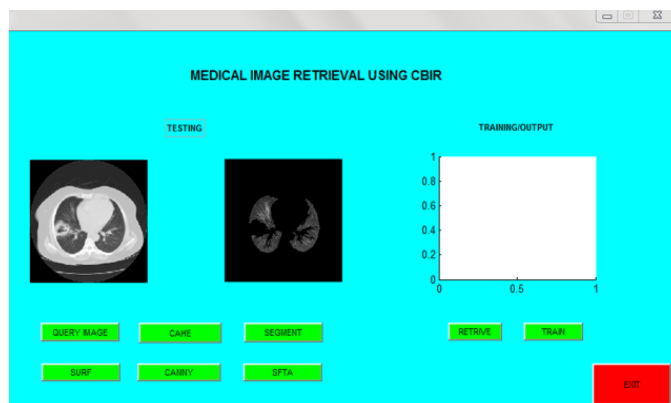 MEDICAL IMAGE RETRIEVAL USING CBIR
TESTING
TRAINING/OUTPUT
1
0.8
0.6
0.4
0.2
0
0 0.5 1
QUERY IMAGE CAHE SEGMENT RETRIVE TRAIN
SURF CANNY SFTA
EXIT